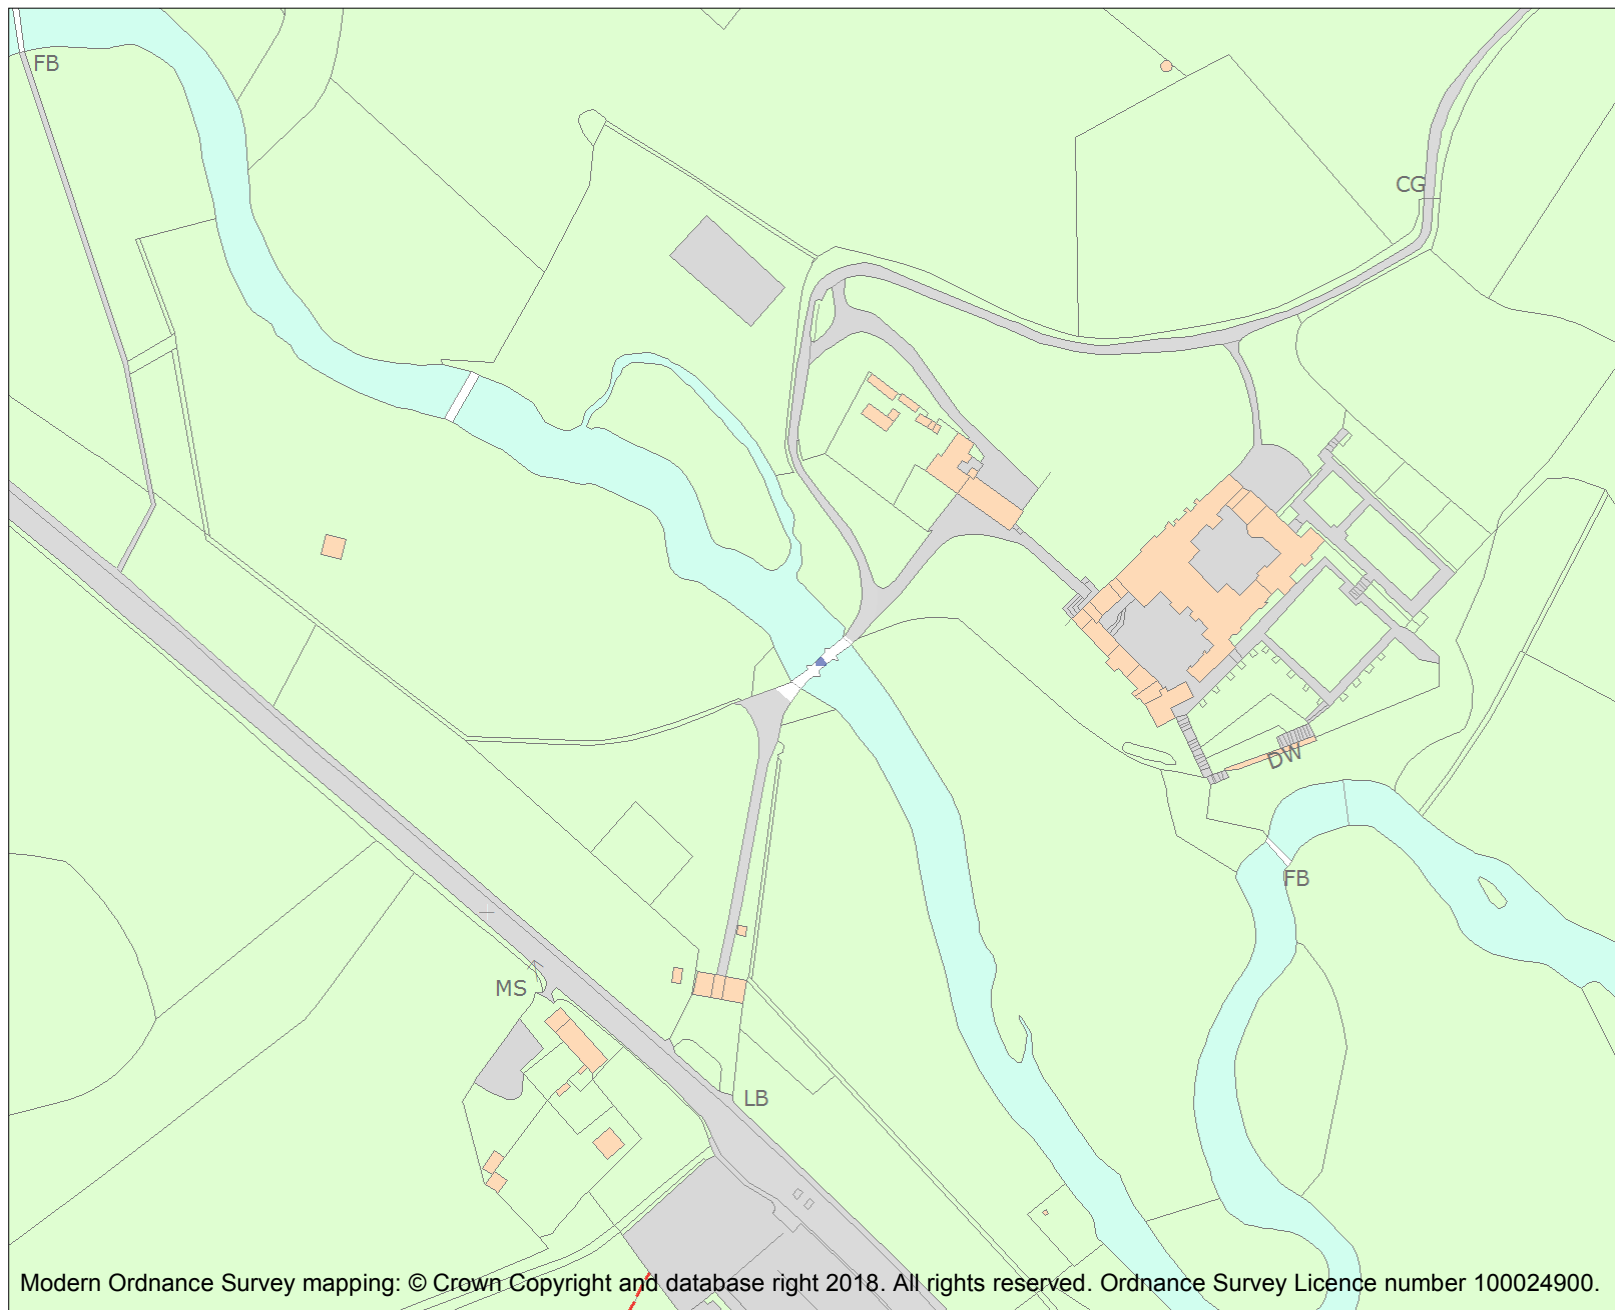 FB
CG
DW
FB
MS
LB
Modern Ordnance Survey mapping: © Crown Copyright and database right 2018. All rights reserved. Ordnance Survey Licence number 100024900.